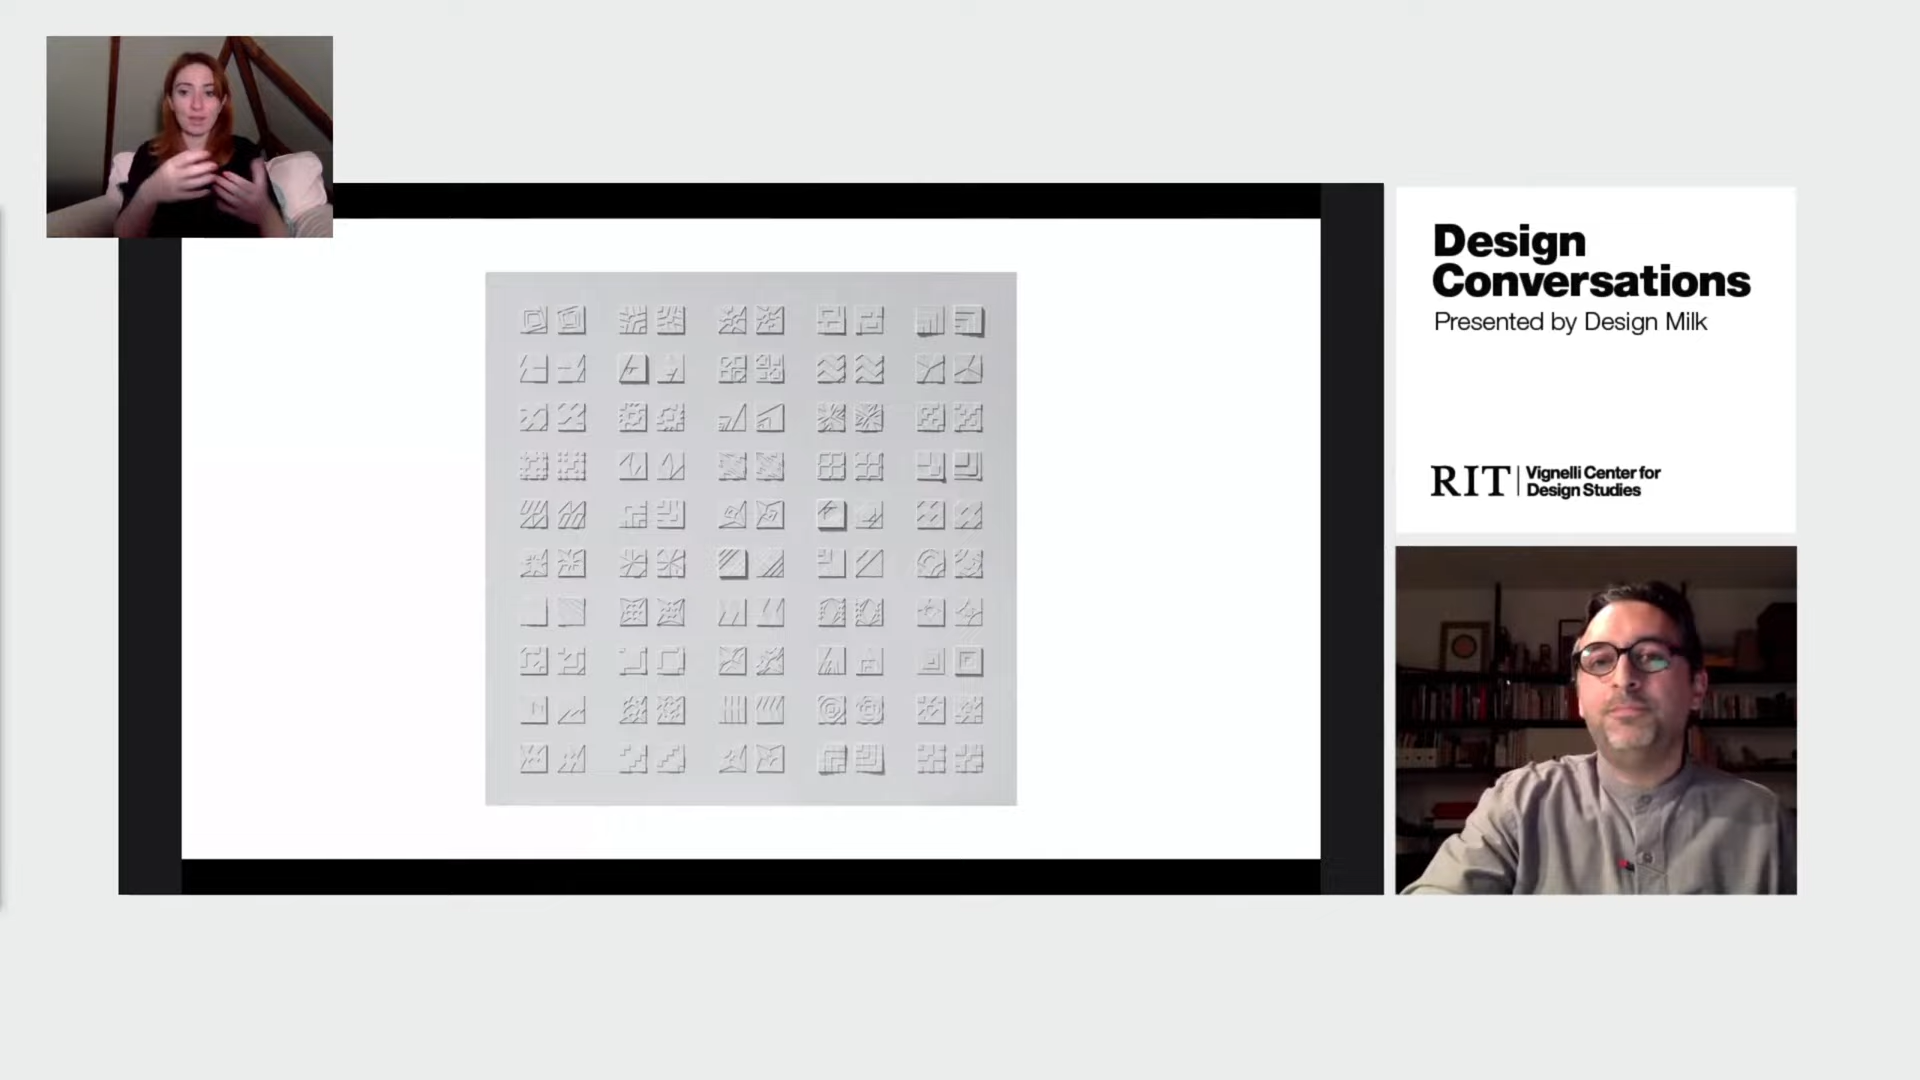 Design
Conversations
Presented by Design Milk
RIT
Vignelli Center for
Design Studies